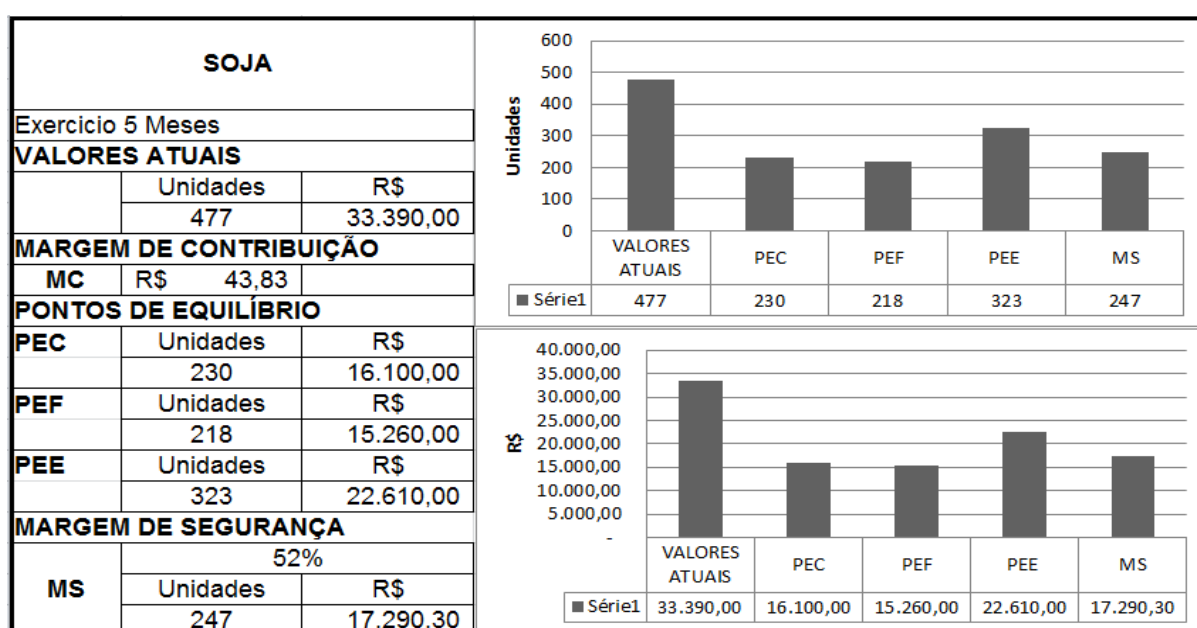 SOJA
Exercicio 5 Meses
VALORES ATUAIS
Unidades R$
477 33.390,00
MARGEM DE CONTRIBUIÇÃO
MC R$ 43,83
PONTOS DE EQUILÍBRIO
PEC Unidades R$
230 16.100,00
PEF Unidades R$
218 15.260,00
PEE Unidades R$
323 22.610,00
MARGEM DE SEGURANÇA
52%
MS Unidades R$
247 17.290,30
Unidades
600
500
400
300
200
100
0
VALORES ATUAIS PEC PEF PEE MS
Série1 477 230 218 323 247
R$
40.000,00
35.000,00
30.000,00
25.000,00
20.000,00
15.000,00
10.000,00
5.000,00
-
VALORES ATUAIS PEC PEF PEE MS
Série1 33.390,00 16.100,00 15.260,00 22.610,00 17.290,30